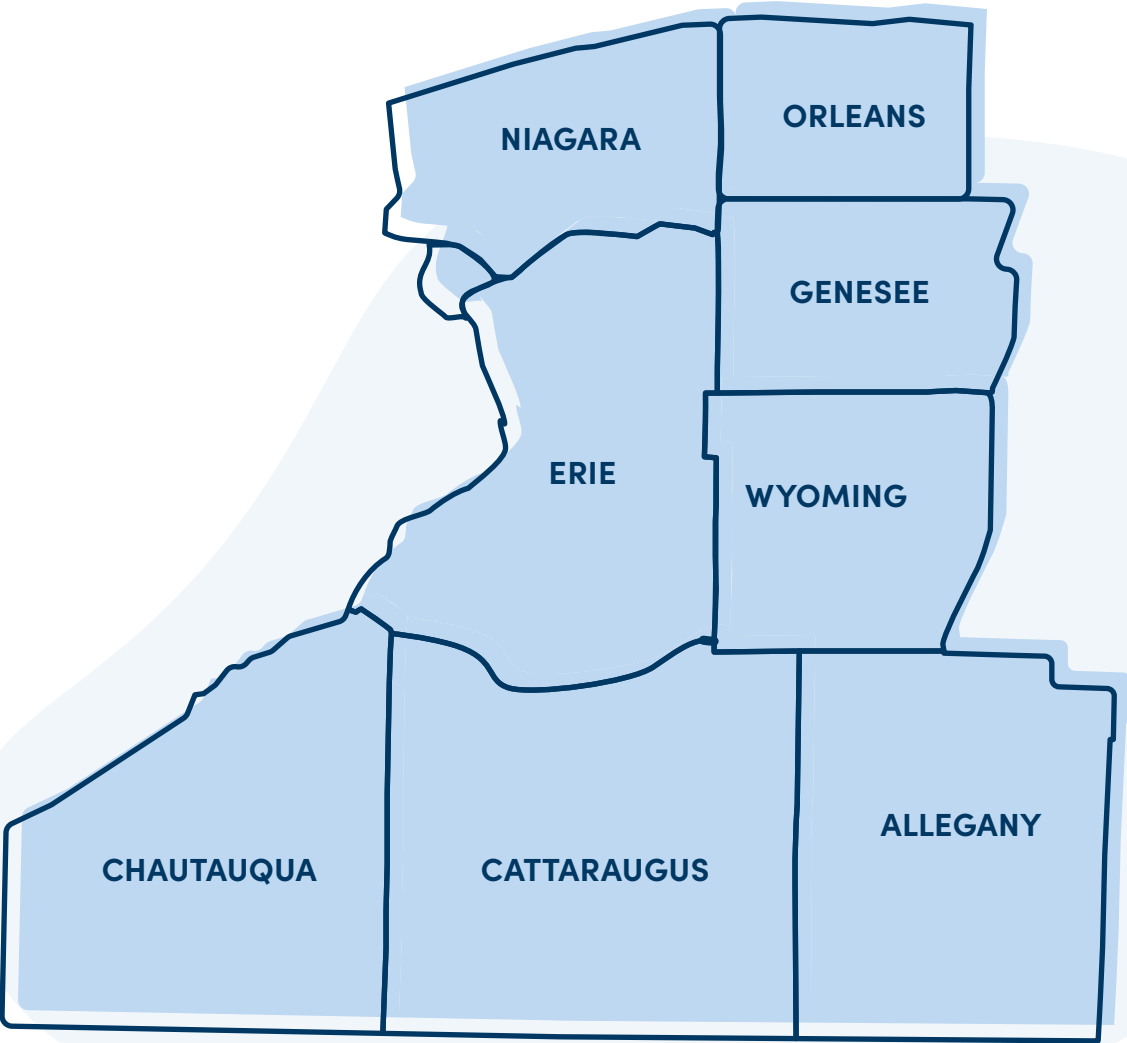 ORLEANS
NIAGARA
GENESEE
ERIE
WYOMING
ALLEGANY
CHAUTAUQUA
CATTARAUGUS